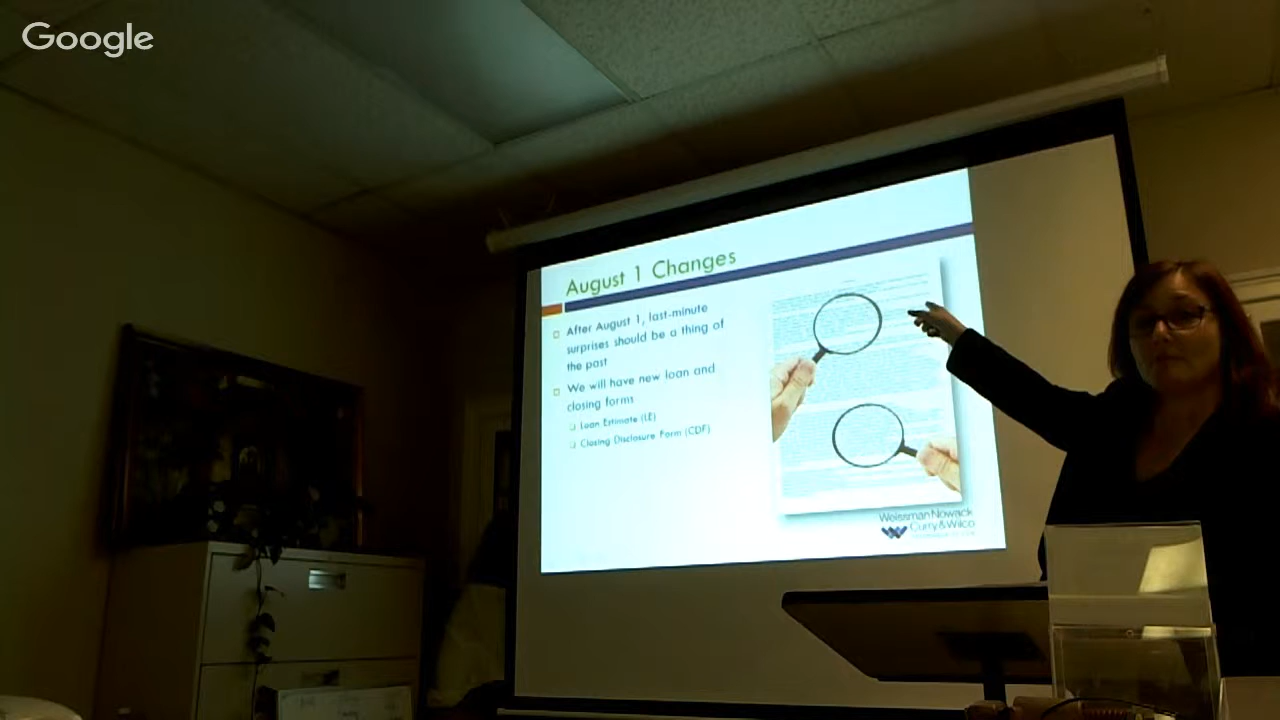 Google
August 1 Changes
After August 1, last-minute
surprises should be a thing of
the past
We will have new loan and
closing forms
Loan Estimate (LE)
Closing Disclosure Form (CDF)
Weissman Nowack
Curry & Wilco